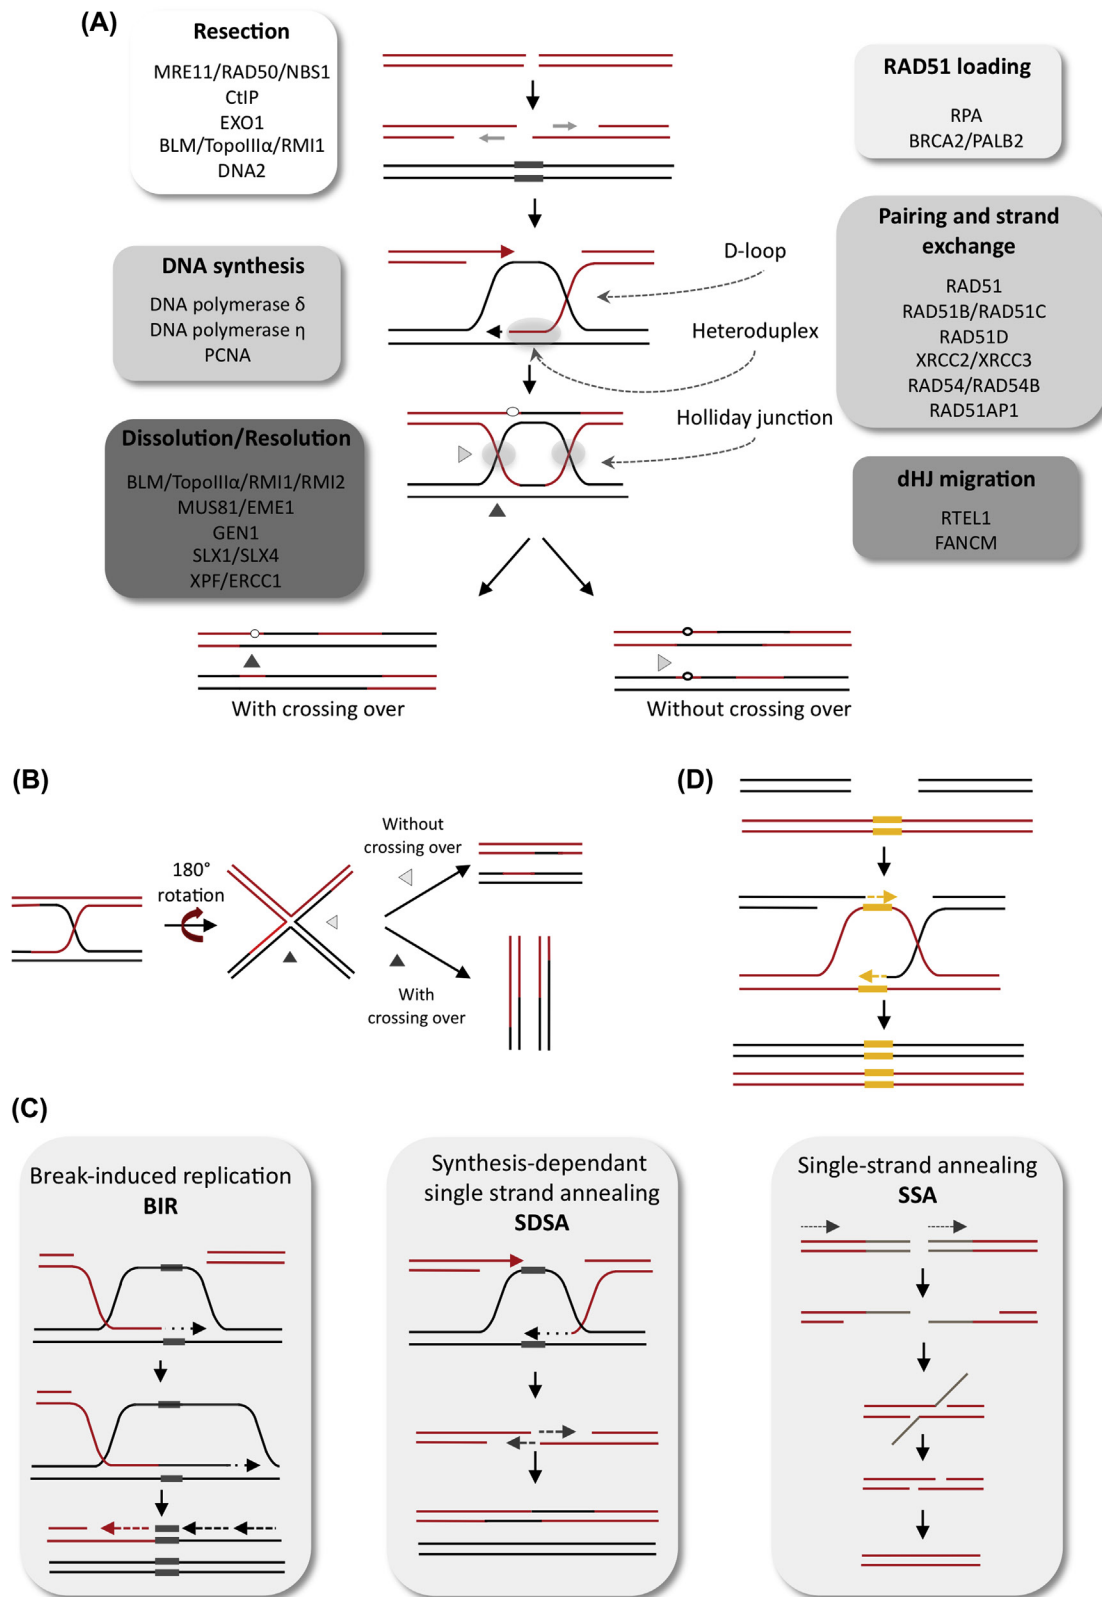 (A)
Resection
MRE11/RAD50/NBS1
CtIP
EXO1
BLM/TopoIIIα/RMI1
DNA2
RAD51 loading
RPA
BRCA2/PALB2
Pairing and strand
exchange
RAD51
RAD51B/RAD51C
RAD51D
XRCC2/XRCC3
RAD54/RAD54B
RAD51AP1
DNA synthesis
DNA polymerase δ
DNA polymerase η
PCNA
D-loop
Heteroduplex
Holliday junction
Dissolution/Resolution
BLM/TopoIIIα/RMI1/RMI2
MUS81/EME1
GEN1
SLX1/SLX4
XPF/ERCC1
dHJ migration
RTEL1
FANCM
With crossing over
Without crossing over
(B)
180°
rotation
Without
crossing over
With
crossing over
(D)
(C)
Break-induced replication
BIR
Synthesis-dependant
single strand annealing
SDSA
Single-strand annealing
SSA